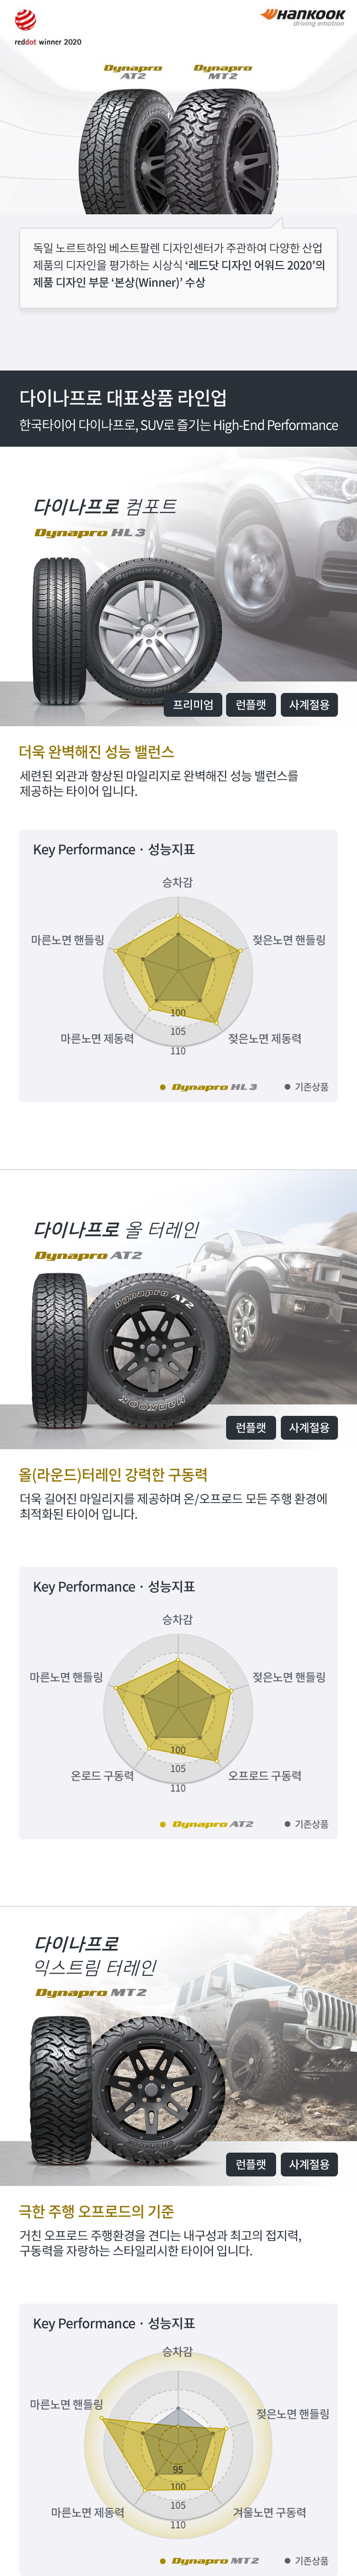 reddot winner 2020
HANKOOK
driving emotion
Dynapro AT2
Dynapro MT2
독일 노르트하임 베스트팔렌 디자인센터가 주관하여 다양한 산업
제품의 디자인을 평가하는 시상식 ‘레드닷 디자인 어워드 2020’의
제품 디자인 부문 ‘본상(Winner)’ 수상
다이나프로 대표상품 라인업
한국타이어 다이나프로, SUV로 즐기는 High-End Performance
다이나프로 컴포트
Dynapro HL3
프리미엄
런플랫
사계절용
더욱 완벽해진 성능 밸런스
세련된 외관과 향상된 마일리지로 완벽해진 성능 밸런스를
제공하는 타이어 입니다.
Key Performance · 성능지표
승차감
마른노면 핸들링
젖은노면 핸들링
100
마른노면 제동력
105
젖은노면 제동력
110
Dynapro HL3
기존상품
다이나프로 올 터레인
Dynapro AT2
Dynapro AT2
HANKOOK
런플랫
사계절용
올(라운드)터레인 강력한 구동력
더욱 길어진 마일리지를 제공하며 온/오프로드 모든 주행 환경에
최적화된 타이어 입니다.
Key Performance · 성능지표
승차감
마른노면 핸들링
젖은노면 핸들링
100
105
온로드 구동력
오프로드 구동력
110
Dynapro AT2
기존상품
다이나프로
익스트림 터레인
Dynapro MT2
런플랫
사계절용
극한 주행 오프로드의 기준
거친 오프로드 주행환경을 견디는 내구성과 최고의 접지력,
구동력을 자랑하는 스타일리시한 타이어 입니다.
Key Performance · 성능지표
승차감
마른노면 핸들링
젖은노면 핸들링
95
100
105
마른노면 제동력
겨울노면 구동력
110
Dynapro MT2
기존상품